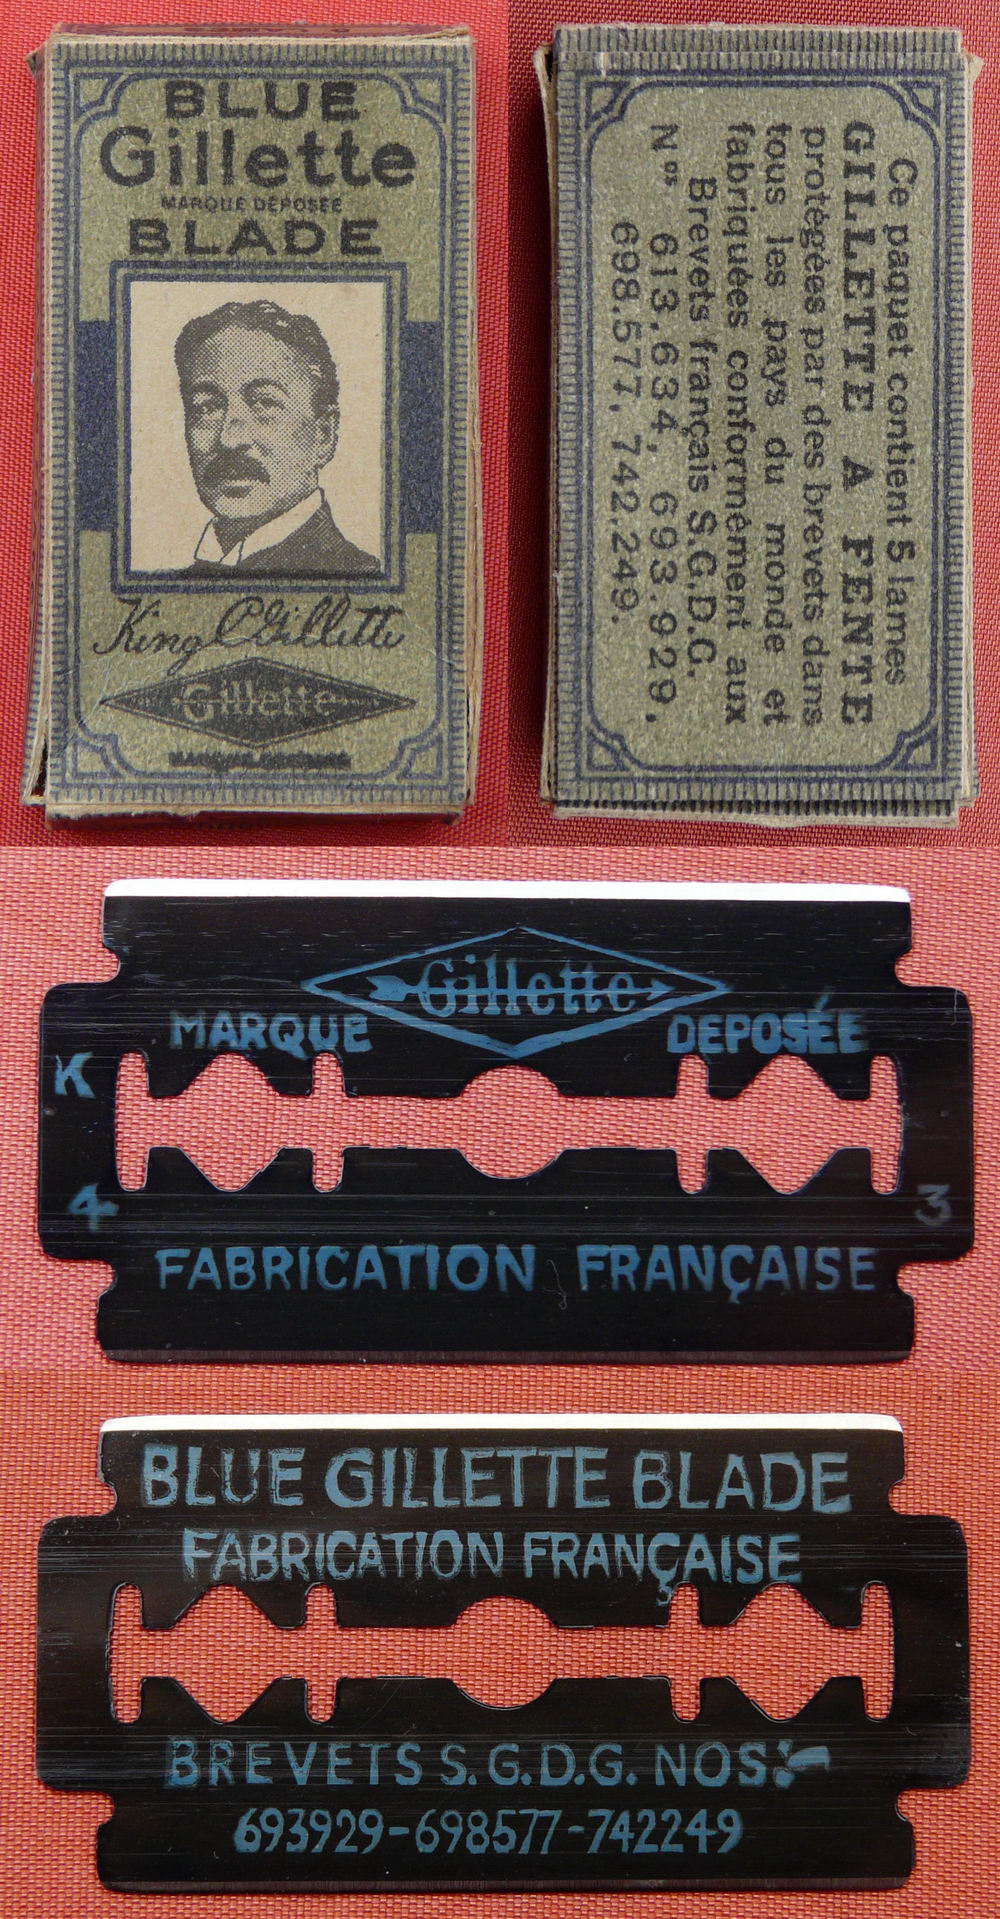 BLUE
Gillette
MARQUE DÉPOSÉE
BLADE
King C Gillette
Gillette
Ce paquet contient 5 lames
GILLETTE A FENTE
protégées par des brevets dans
tous les pays du monde et
fabriquées conformément aux
Brevets français S.G.D.G.
Nos 613.634, 693.929,
698.577, 742.249.
Gillette
MARQUE DEPOSÉE
K
4 3
FABRICATION FRANÇAISE
BLUE GILLETTE BLADE
FABRICATION FRANÇAISE
BREVETS S.G.D.G. NOS:-
693929-698577-742249